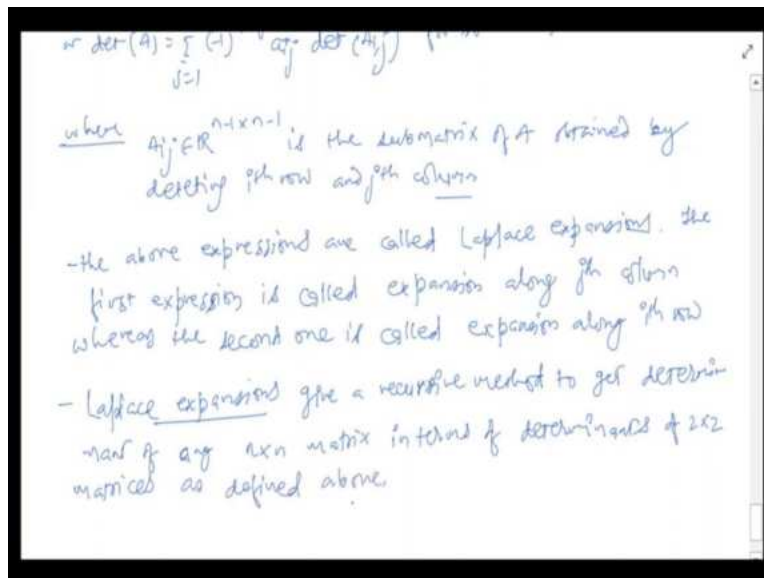 or det(A) = Σ (-1) aij det(Aij)
j=1
where Aij ∈ R^{n-1×n-1} is the submatrix of A obtained by
deleting ith row and jth column
- the above expressions are called Laplace expansions. The
first expression is called expansion along jth column
whereas the second one is called expansion along ith row
- Laplace expansions give a recursive method to get determi
nant of any nxn matrix in terms of determinants of 2x2
matrices as defined above.